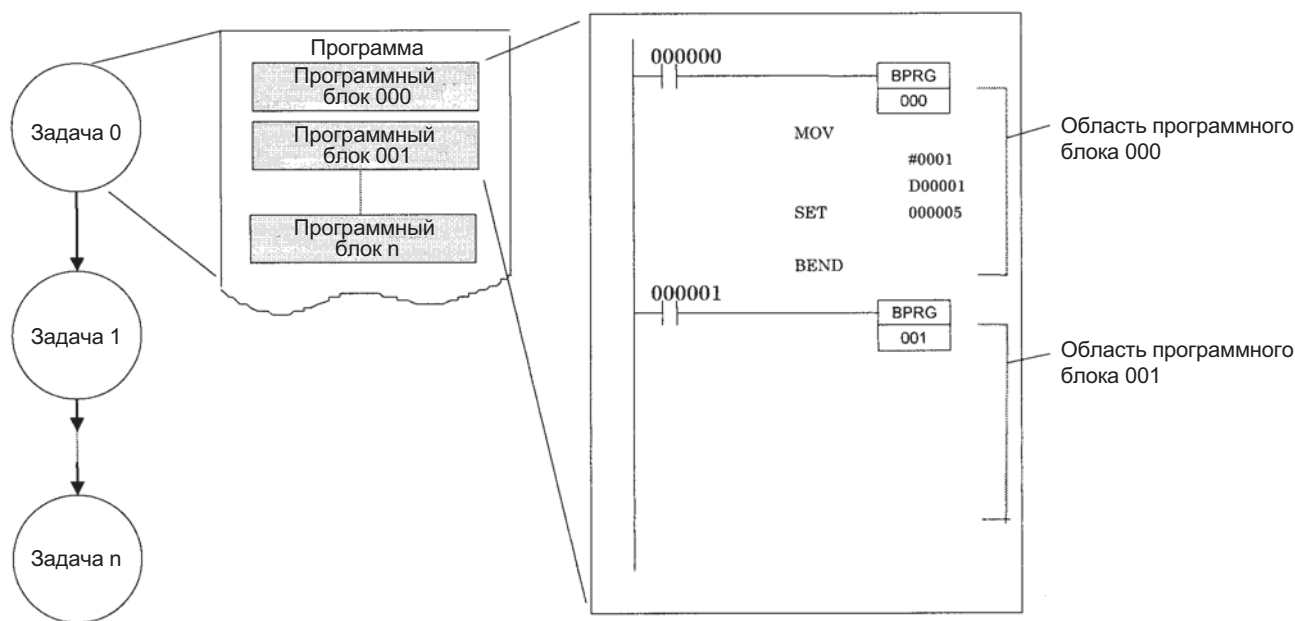 Задача 0
Задача 1
Задача n
Программа
Программный
блок 000
Программный
блок 001
Программный
блок n
000000
BPRG
000
MOV
#0001
D00001
SET 000005
BEND
000001
BPRG
001
Область программного
блока 000
Область программного
блока 001